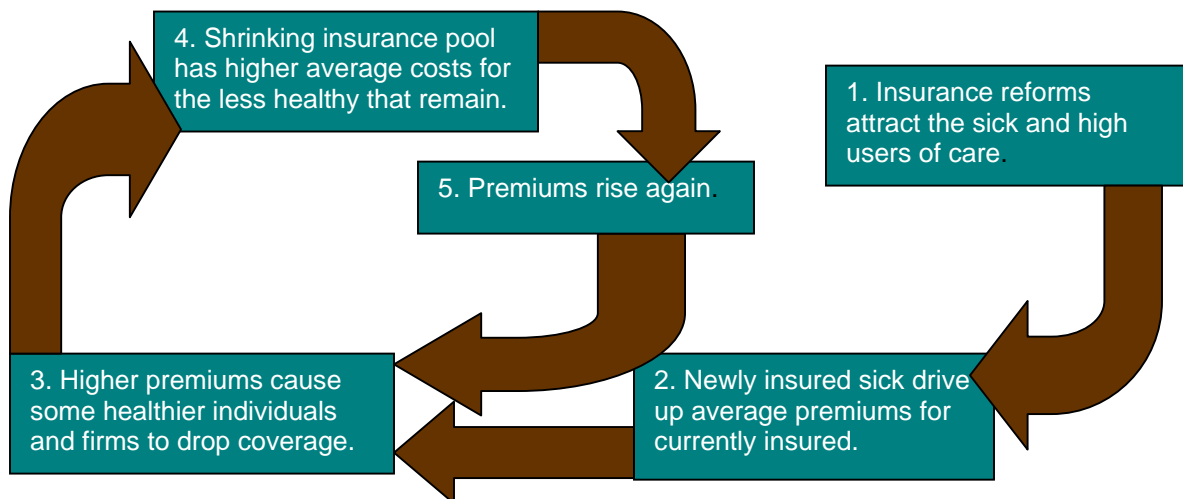 1. Insurance reforms
attract the sick and high
users of care.
2. Newly insured sick drive
up average premiums for
currently insured.
3. Higher premiums cause
some healthier individuals
and firms to drop coverage.
4. Shrinking insurance pool
has higher average costs for
the less healthy that remain.
5. Premiums rise again.